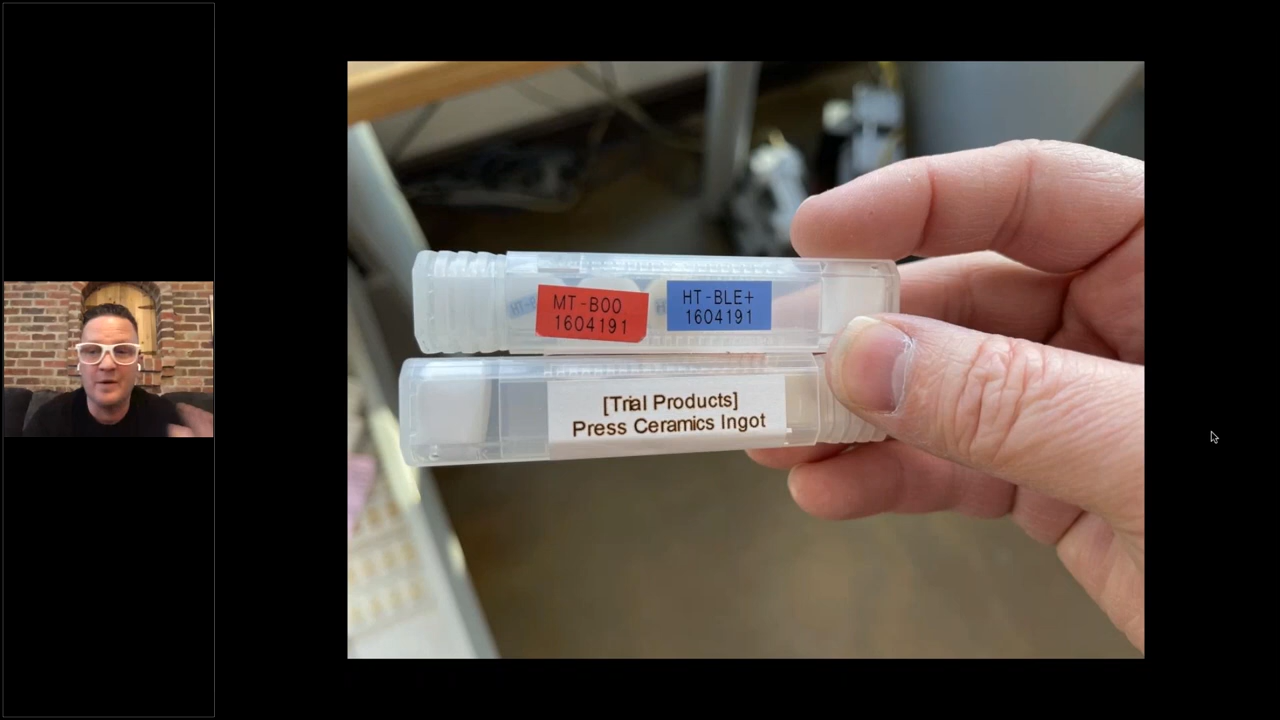 MT-B00
1604191
HT-BLE+
1604191
[Trial Products]
Press Ceramics Ingot